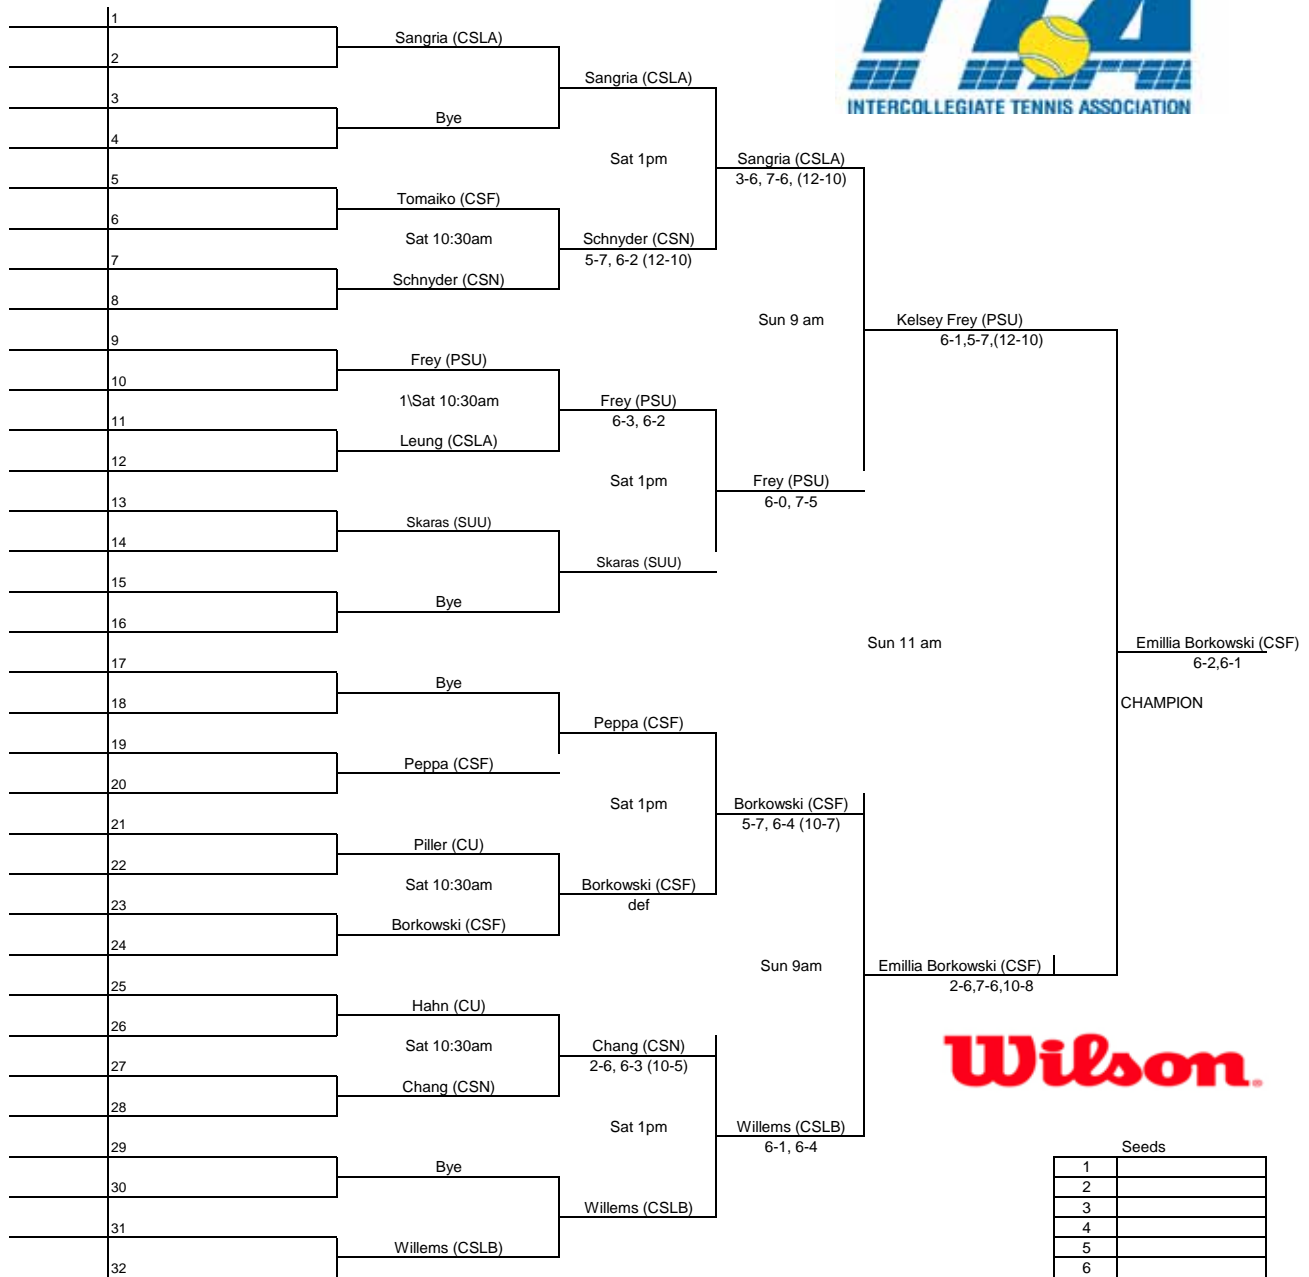 1
Sangria (CSLA)
2
Sangria (CSLA)
3
Bye
4
INTERCOLLEGIATE TENNIS ASSOCIATION
Sat 1pm
Sangria (CSLA)
3-6, 7-6, (12-10)
5
Tomaiko (CSF)
6
Sat 10:30am
Schnyder (CSN)
5-7, 6-2 (12-10)
7
Schnyder (CSN)
8
Sun 9 am
Kelsey Frey (PSU)
6-1,5-7,(12-10)
9
Frey (PSU)
10
1\Sat 10:30am
Frey (PSU)
6-3, 6-2
11
Leung (CSLA)
12
Sat 1pm
Frey (PSU)
6-0, 7-5
13
Skaras (SUU)
14
Skaras (SUU)
15
Bye
16
Sun 11 am
Emillia Borkowski (CSF)
6-2,6-1
CHAMPION
17
Bye
18
Peppa (CSF)
19
Peppa (CSF)
20
Sat 1pm
Borkowski (CSF)
5-7, 6-4 (10-7)
21
Piller (CU)
22
Sat 10:30am
Borkowski (CSF)
def
23
Borkowski (CSF)
24
Sun 9am
Emillia Borkowski (CSF)
2-6,7-6,10-8
25
Hahn (CU)
26
Sat 10:30am
Chang (CSN)
2-6, 6-3 (10-5)
27
Chang (CSN)
28
Wilson.
Sat 1pm
Willems (CSLB)
6-1, 6-4
29
Bye
30
Willems (CSLB)
31
Willems (CSLB)
32
Seeds
1
2
3
4
5
6